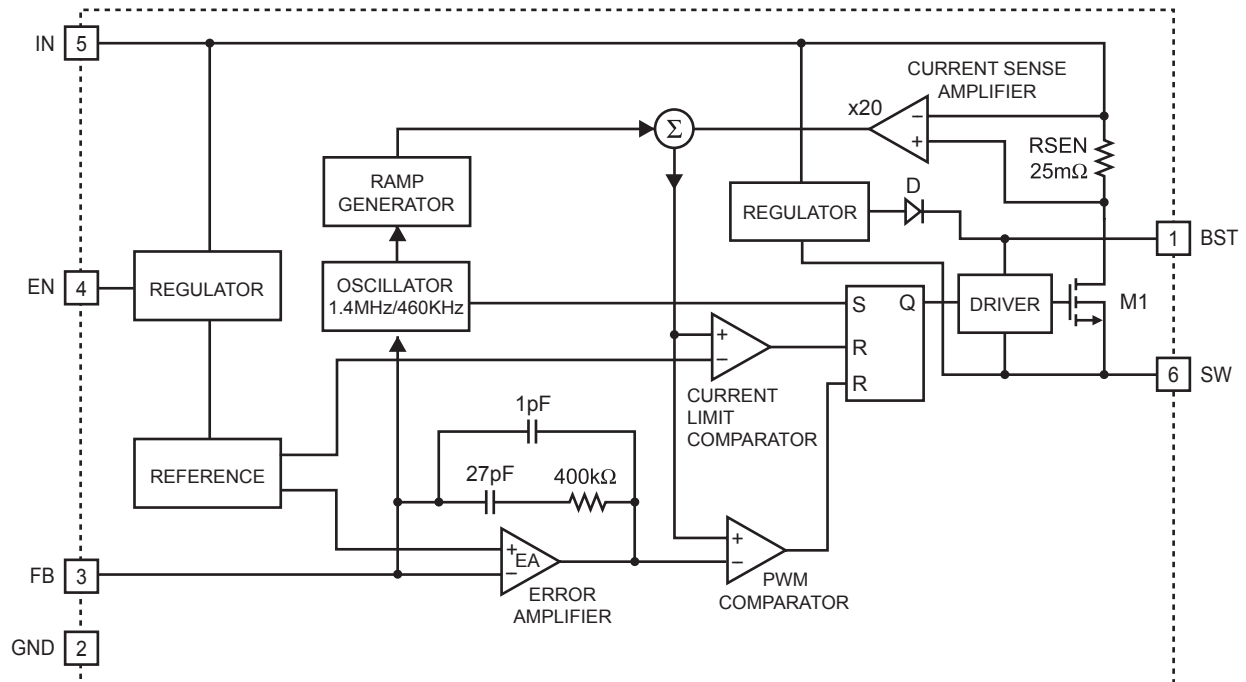 IN 5
CURRENT SENSE
AMPLIFIER
x20
−
+
Σ
RSEN
25mΩ
RAMP
GENERATOR
D
REGULATOR
1 BST
EN 4
REGULATOR
OSCILLATOR
1.4MHz/460KHz
S
Q
DRIVER
M1
+
−
R
R
6 SW
CURRENT
LIMIT
COMPARATOR
1pF
REFERENCE
27pF
400kΩ
+
EA
−
+
−
FB 3
ERROR
AMPLIFIER
PWM
COMPARATOR
GND 2